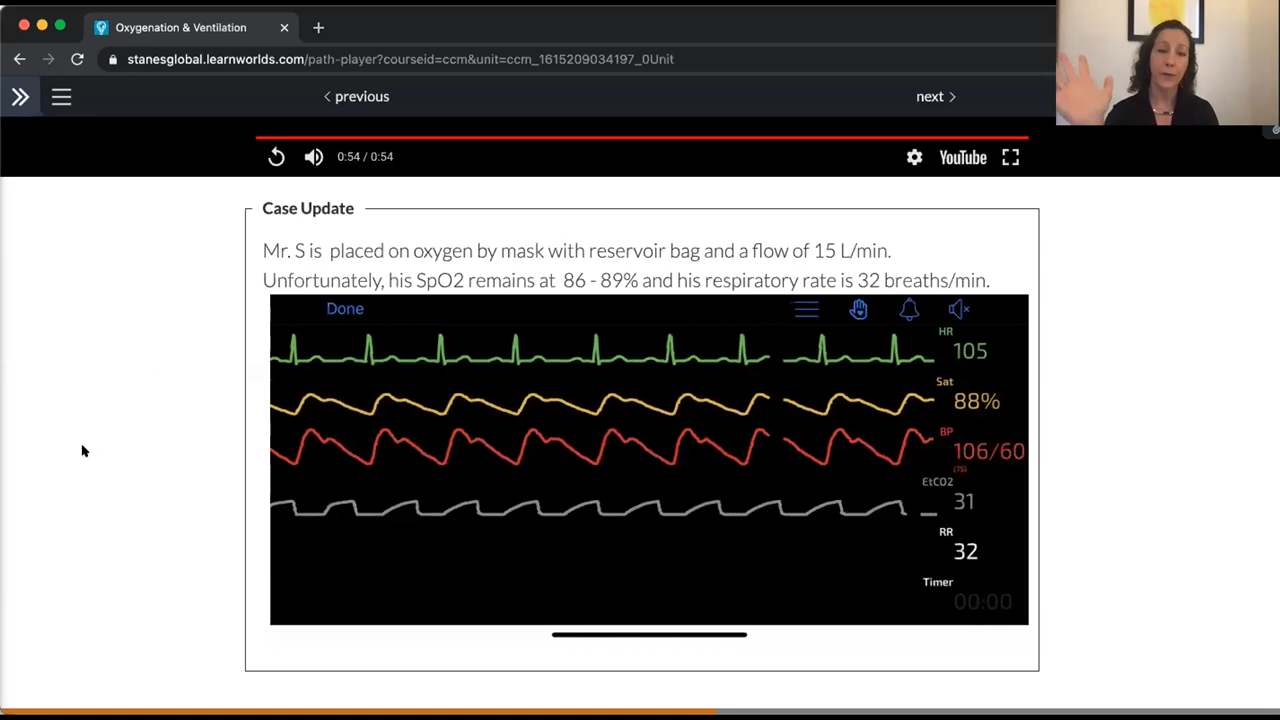 Oxygenation & Ventilation
stanesglobal.learnworlds.com/path-player?courseid=ccm&unit=ccm_1615209034197_0Unit
< previous
next >
0:54 / 0:54
YouTube
Case Update
Mr. S is placed on oxygen by mask with reservoir bag and a flow of 15 L/min.
Unfortunately, his SpO2 remains at 86 - 89% and his respiratory rate is 32 breaths/min.
Done
HR
105
Sat
88%
BP
106/60
(75)
EtCO2
31
RR
32
Timer
00:00